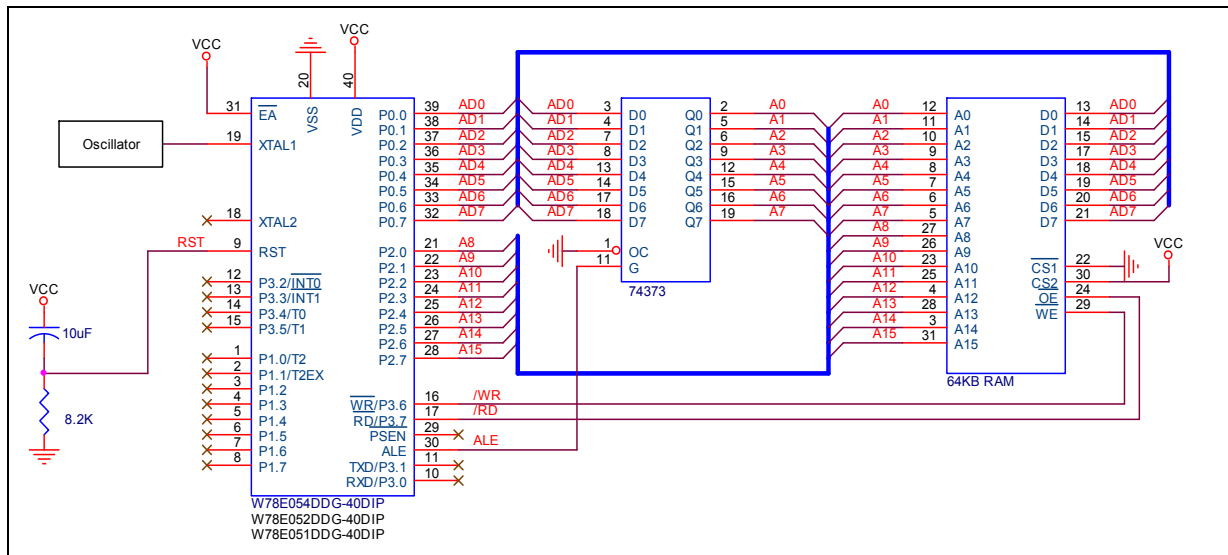 VCC
VCC
Oscillator
31 EA
19 XTAL1
18 XTAL2
RST 9 RST
12 P3.2/INT0
13 P3.3/INT1
14 P3.4/T0
15 P3.5/T1
1 P1.0/T2
2 P1.1/T2EX
3 P1.2
4 P1.3
5 P1.4
6 P1.5
7 P1.6
8 P1.7
VCC
10uF
8.2K
20 VSS
40 VDD
P0.0 39 AD0
P0.1 38 AD1
P0.2 37 AD2
P0.3 36 AD3
P0.4 35 AD4
P0.5 34 AD5
P0.6 33 AD6
P0.7 32 AD7
P2.0 21 A8
P2.1 22 A9
P2.2 23 A10
P2.3 24 A11
P2.4 25 A12
P2.5 26 A13
P2.6 27 A14
P2.7 28 A15
WR/P3.6 16 /WR
RD/P3.7 17 /RD
PSEN 29
ALE 30 ALE
TXD/P3.1 11
RXD/P3.0 10
W78E054DDG-40DIP
W78E052DDG-40DIP
W78E051DDG-40DIP
AD0 3 D0 Q0 2 A0
AD1 4 D1 Q1 5 A1
AD2 7 D2 Q2 6 A2
AD3 8 D3 Q3 9 A3
AD4 13 D4 Q4 12 A4
AD5 14 D5 Q5 15 A5
AD6 17 D6 Q6 16 A6
AD7 18 D7 Q7 19 A7
1 OC
11 G
74373
A0 12 A0 D0 13 AD0
A1 11 A1 D1 14 AD1
A2 10 A2 D2 15 AD2
A3 9 A3 D3 17 AD3
A4 8 A4 D4 18 AD4
A5 7 A5 D5 19 AD5
A6 6 A6 D6 20 AD6
A7 5 A7 D7 21 AD7
A8 27 A8
A9 26 A9
A10 23 A10 CS1 22
A11 25 A11 CS2 30
A12 4 A12 OE 24
A13 28 A13 WE 29
A14 3 A14
A15 31 A15
VCC
64KB RAM